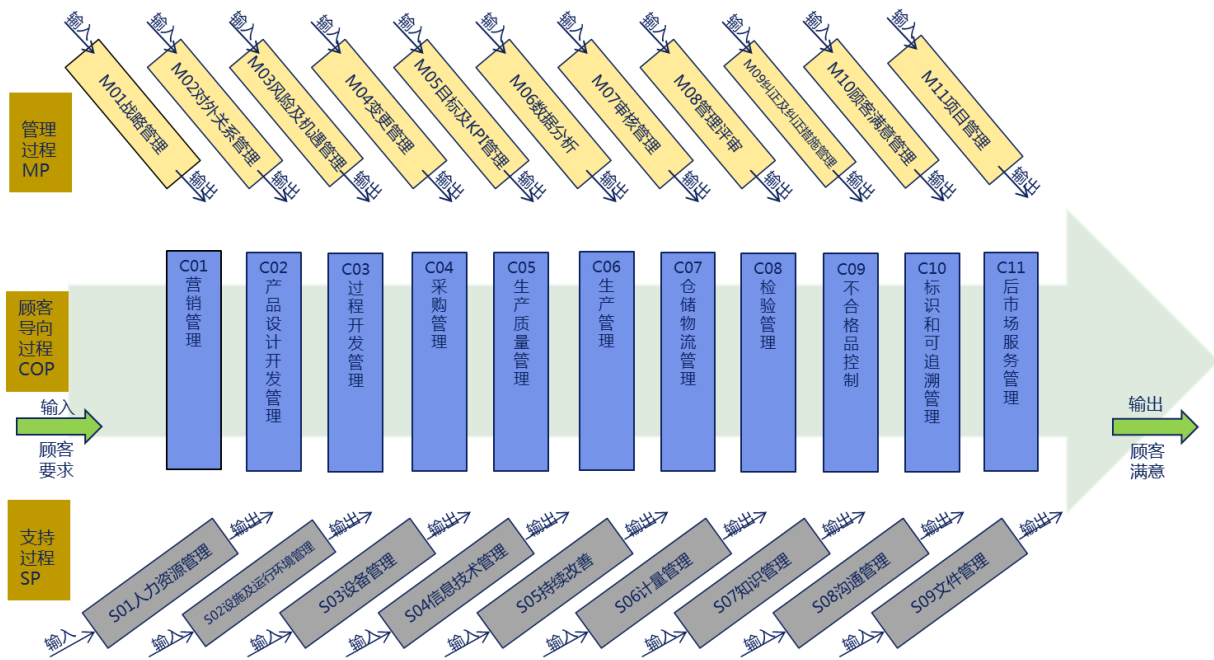 输入
输入
输入
输入
输入
输入
输入
输入
输入
输入
输入
M01战略管理
M02对外关系管理
M03风险及机遇管理
M04变更管理
M05目标及KPI管理
M06数据分析
M07审核管理
M08管理评审
M09纠正及纠正措施管理
M10顾客满意管理
M11项目管理
管理
过程
MP
输出
输出
输出
输出
输出
输出
输出
输出
输出
输出
输出
C01
营销管理
C02
产品设计开发管理
C03
过程开发管理
C04
采购管理
C05
生产质量管理
C06
生产管理
C07
仓储物流管理
C08
检验管理
C09
不合格品控制
C10
标识和可追溯管理
C11
后市场服务管理
顾客
导向
过程
COP
输入
顾客
要求
输出
顾客
满意
支持
过程
SP
输出
输出
输出
输出
输出
输出
输出
输出
输出
S01人力资源管理
S02设施及运行环境管理
S03设备管理
S04信息技术管理
S05持续改善
S06计量管理
S07知识管理
S08沟通管理
S09文件管理
输入
输入
输入
输入
输入
输入
输入
输入
输入